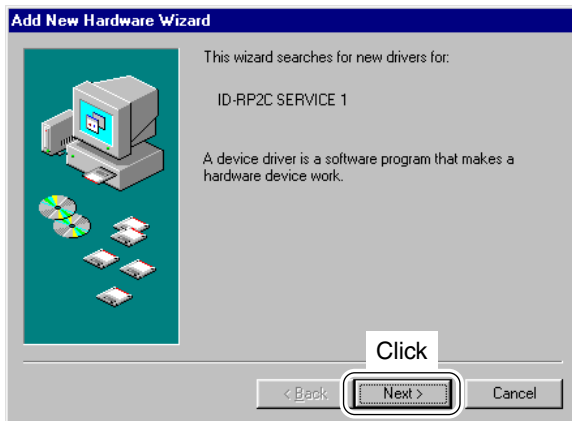 Add New Hardware Wizard
This wizard searches for new drivers for:
ID-RP2C SERVICE 1
A device driver is a software program that makes a
hardware device work.
Click
< Back
Next >
Cancel